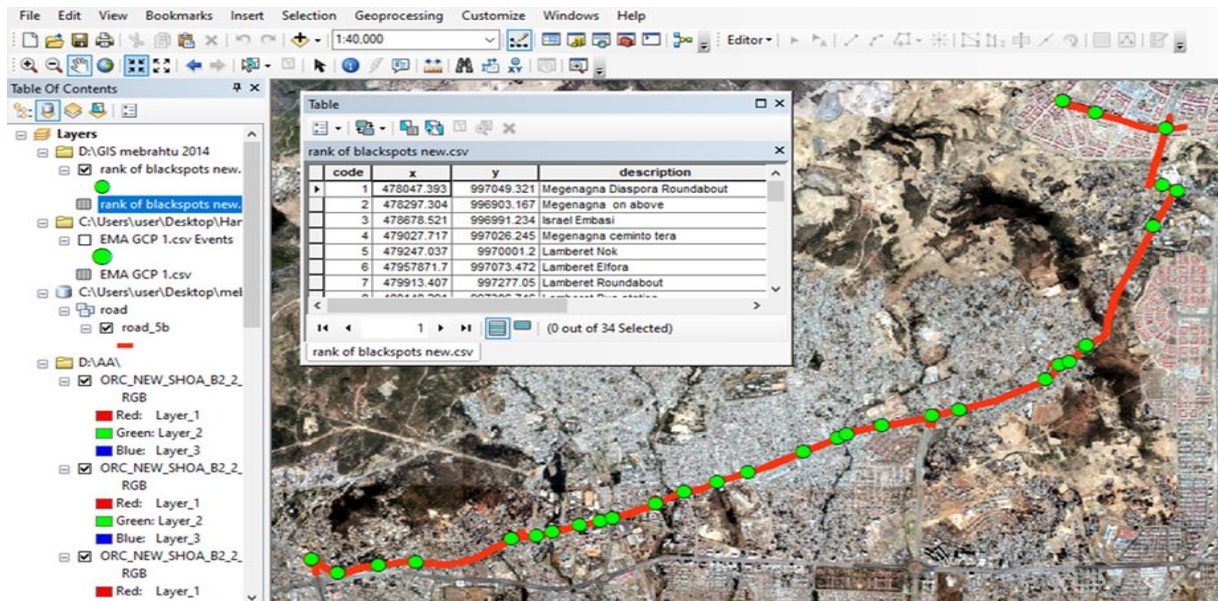 File Edit View Bookmarks Insert Selection Geoprocessing Customize Windows Help
1:40.000 Editor
Table Of Contents
Layers
D:\GIS mebrahtu 2014
rank of blackspots new.
rank of blackspots new.
C:\Users\user\Desktop\Har
EMA GCP 1.csv Events
EMA GCP 1.csv
C:\Users\user\Desktop\mel
road
road_5b
D:\AA\
ORC_NEW_SHOA_B2_2_
RGB
Red: Layer_1
Green: Layer_2
Blue: Layer_3
ORC_NEW_SHOA_B2_2_
RGB
Red: Layer_1
Green: Layer_2
Blue: Layer_3
ORC_NEW_SHOA_B2_2_
RGB
Red: Layer_1
Table
rank of blackspots new.csv
code x y description
1 478047.393 997049.321 Megenagna Diaspora Roundabout
2 478297.304 996903.167 Megenagna on above
3 478678.521 996991.234 Israel Embasi
4 479027.717 997026.245 Megenagna ceminto tera
5 479247.037 9970001.2 Lamberet Nok
6 47957871.7 997073.472 Lamberet Elfora
7 479913.407 997277.05 Lamberet Roundabout
1 (0 out of 34 Selected)
rank of blackspots new.csv